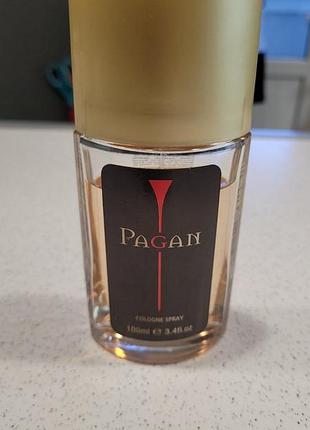 PAGAN
COLOGNE SPRAY
100ml ℮ 3.4fl.oz